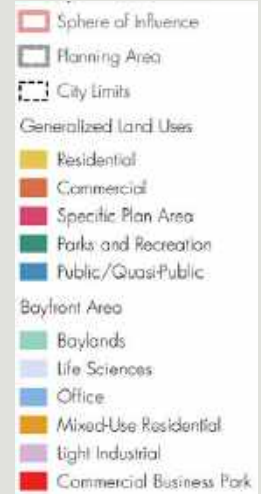 Sphere of Influence
Planning Area
City Limits
Generalized Land Uses
Residential
Commercial
Specific Plan Area
Parks and Recreation
Public/Quasi-Public
Bayfront Area
Baylands
Life Sciences
Office
Mixed-Use Residential
Light Industrial
Commercial Business Park